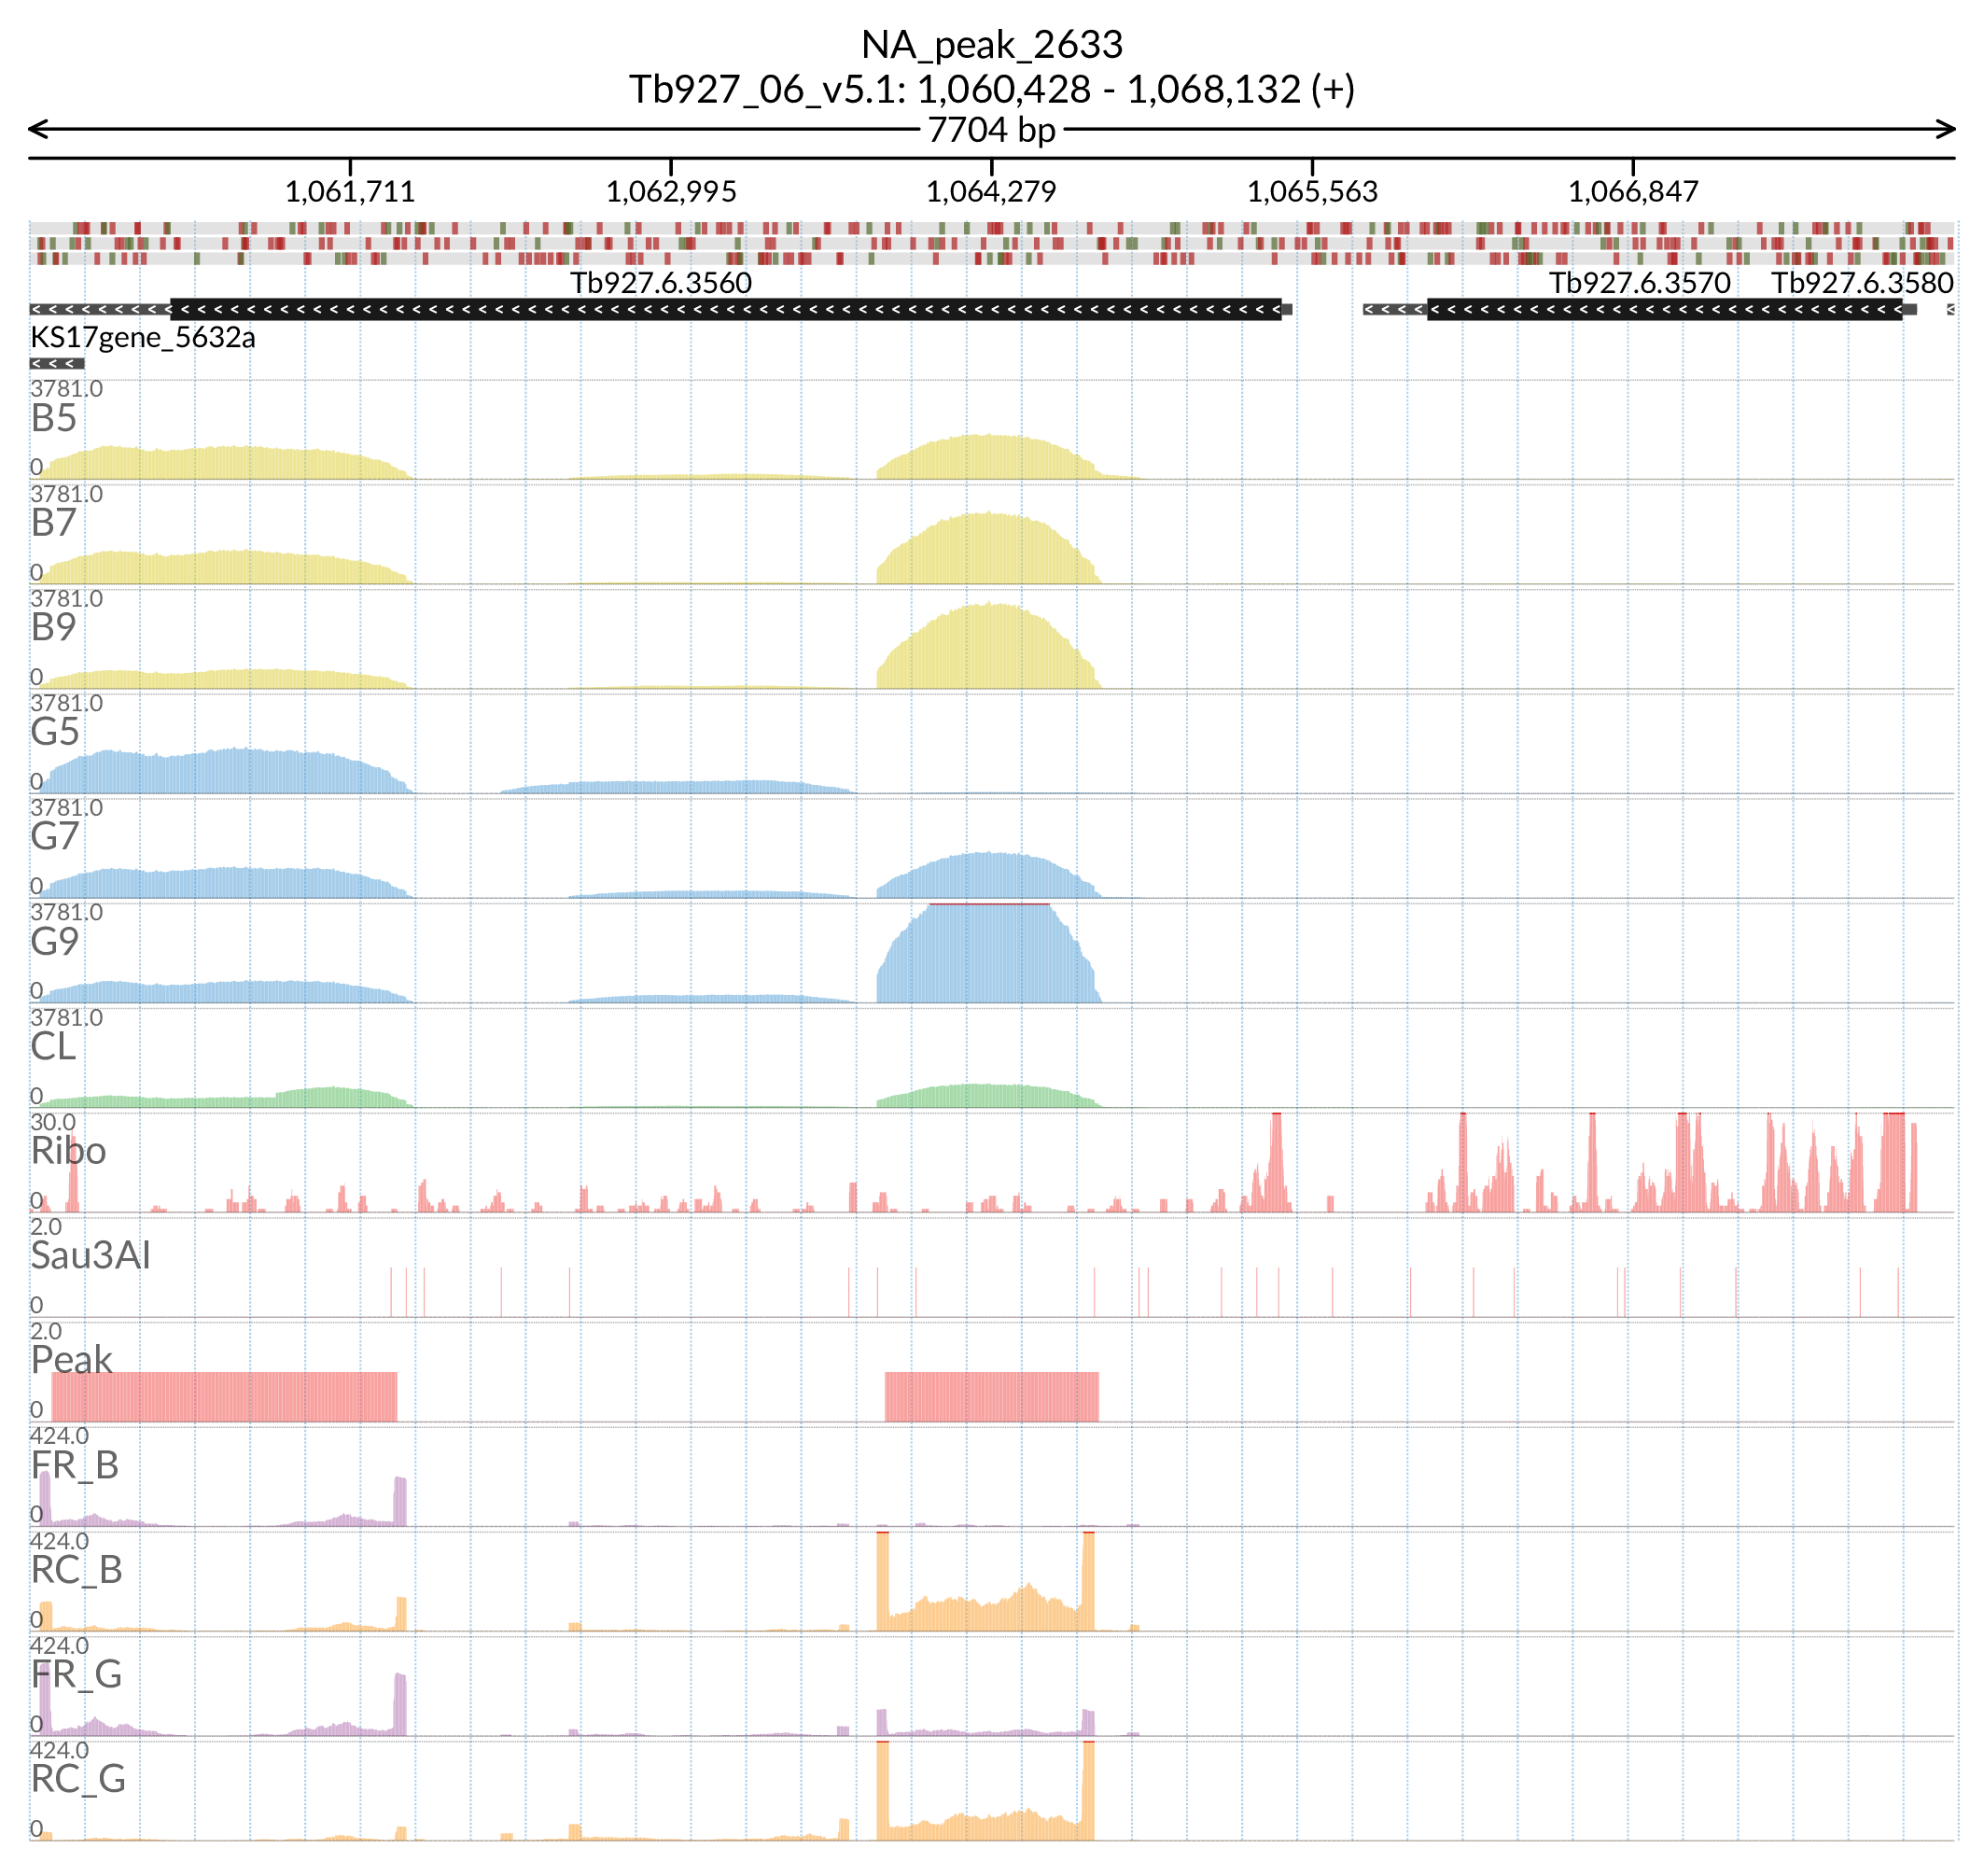 NA_peak_2633
Tb927_06_v5.1: 1,060,428 - 1,068,132 (+)
7704 bp
1,061,711 1,062,995 1,064,279 1,065,563 1,066,847
Tb927.6.3560 Tb927.6.3570 Tb927.6.3580
KS17gene_5632a
3781.0
B5
0
3781.0
B7
0
3781.0
B9
0
3781.0
G5
0
3781.0
G7
0
3781.0
G9
0
3781.0
CL
0
30.0
Ribo
0
2.0
Sau3AI
0
2.0
Peak
0
424.0
FR_B
0
424.0
RC_B
0
424.0
FR_G
0
424.0
RC_G
0